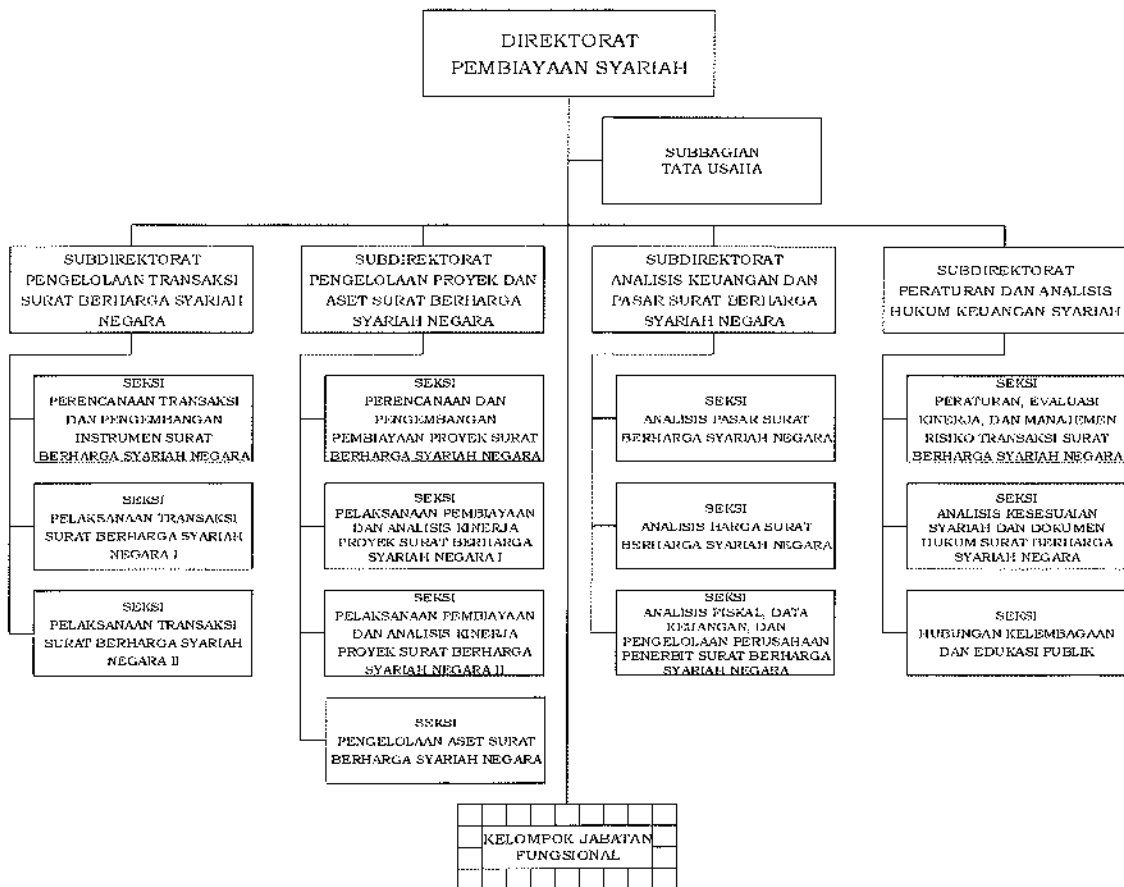 DIREKTORAT
PEMBIAYAAN SYARIAH
SUBBAGIAN
TATA USAHA
SUBDIREKTORAT
PENGELOLAAN TRANSAKSI
SURAT BERHARGA SYARIAH
NEGARA
SEKSI
PERENCANAAN TRANSAKSI
DAN PENGEMBANGAN
INSTRUMEN SURAT
BERHARGA SYARIAH NEGARA
SEKSI
PELAKSANAAN TRANSAKSI
SURAT BERHARGA SYARIAH
NEGARA I
SEKSI
PELAKSANAAN TRANSAKSI
SURAT BERHARGA SYARIAH
NEGARA II
SUBDIREKTORAT
PENGELOLAAN PROYEK DAN
ASET SURAT BERHARGA
SYARIAH NEGARA
SEKSI
PERENCANAAN DAN
PENGEMBANGAN
PEMBIAYAAN PROYEK SURAT
BERHARGA SYARIAH NEGARA
SEKSI
PELAKSANAAN PEMBIAYAAN
DAN ANALISIS KINERJA
PROYEK SURAT BERHARGA
SYARIAH NEGARA I
SEKSI
PELAKSANAAN PEMBIAYAAN
DAN ANALISIS KINERJA
PROYEK SURAT BERHARGA
SYARIAH NEGARA II
SEKSI
PENGELOLAAN ASET SURAT
BERHARGA SYARIAH NEGARA
SUBDIREKTORAT
ANALISIS KEUANGAN DAN
PASAR SURAT BERHARGA
SYARIAH NEGARA
SEKSI
ANALISIS PASAR SURAT
BERHARGA SYARIAH NEGARA
SEKSI
ANALISIS HARGA SURAT
BERHARGA SYARIAH NEGARA
SEKSI
ANALISIS FISKAL, DATA
KEUANGAN, DAN
PENGELOLAAN PERUSAHAAN
PENERBIT SURAT BERHARGA
SYARIAH NEGARA
SUBDIREKTORAT
PERATURAN DAN ANALISIS
HUKUM KEUANGAN SYARIAH
SEKSI
PERATURAN, EVALUASI
KINERJA, DAN MANAJEMEN
RISIKO TRANSAKSI SURAT
BERHARGA SYARIAH NEGARA
SEKSI
ANALISIS KESESUAIAN
SYARIAH DAN DOKUMEN
HUKUM SURAT BERHARGA
SYARIAH NEGARA
SEKSI
HUBUNGAN KELEMBAGAAN
DAN EDUKASI PUBLIK
KELOMPOK JABATAN
FUNGSIONAL